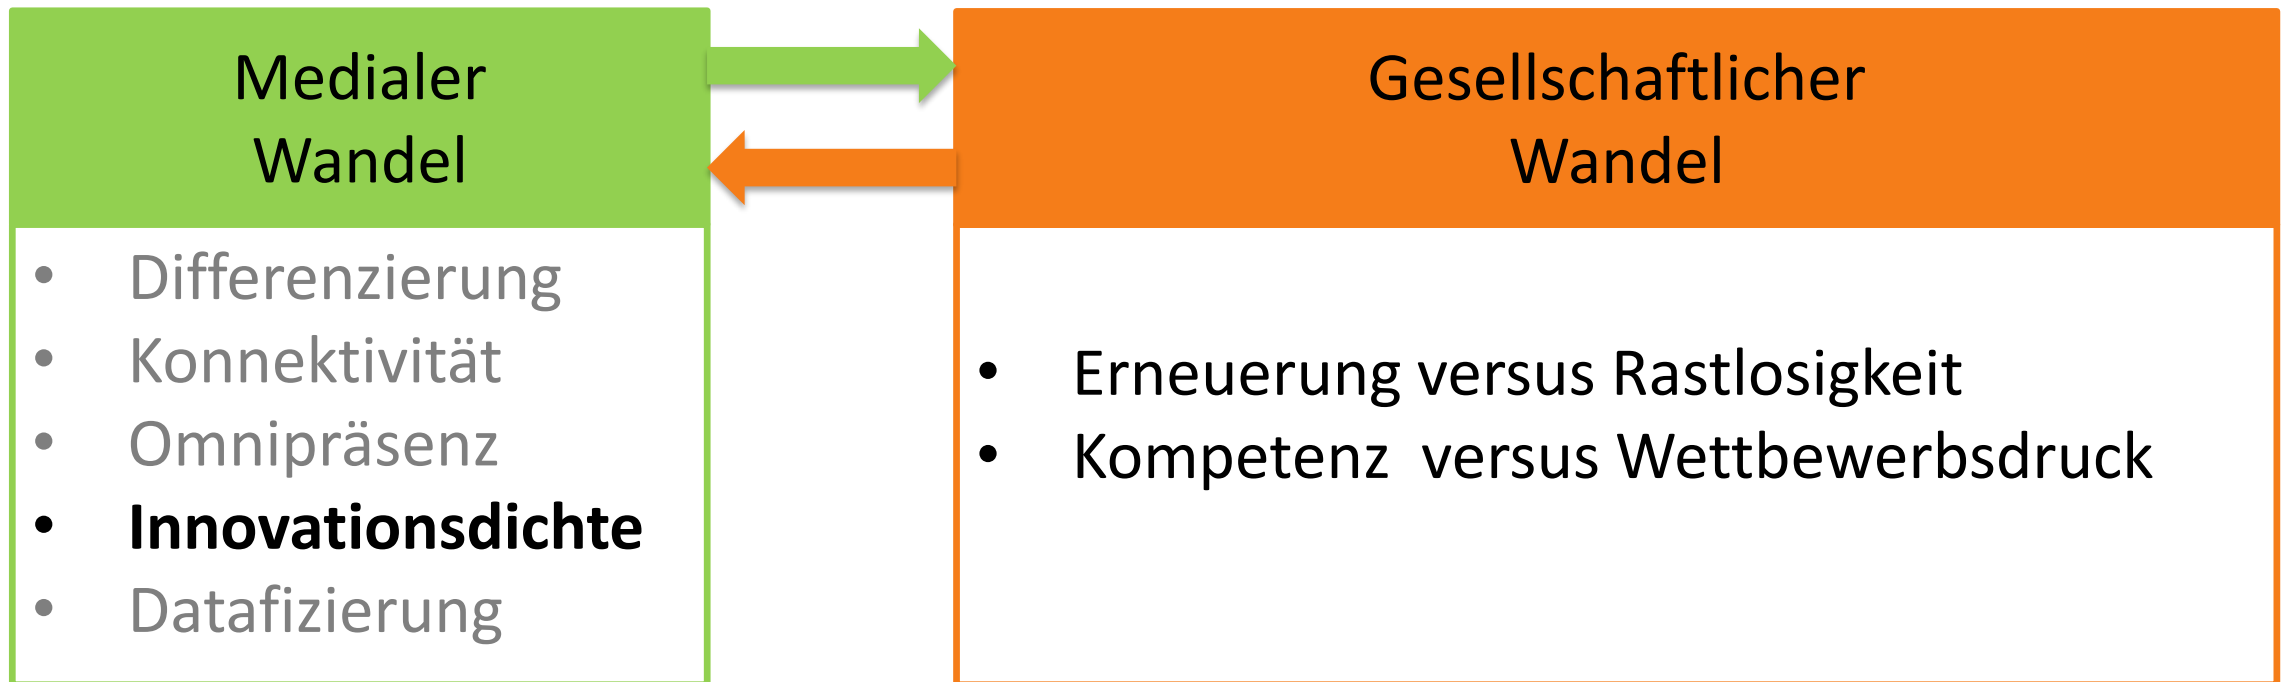 Medialer
Wandel
• Differenzierung
• Konnektivität
• Omnipräsenz
• Innovationsdichte
• Datafizierung
Gesellschaftlicher
Wandel
• Erneuerung versus Rastlosigkeit
• Kompetenz  versus Wettbewerbsdruck